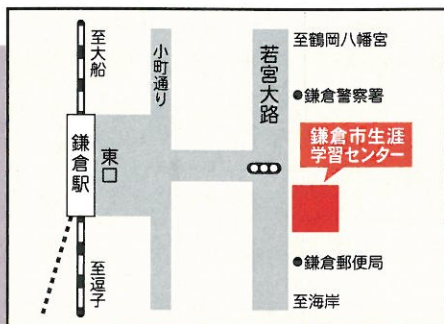 至大船
鎌倉駅
至逗子
東口
小町通り
若宮大路
至鶴岡八幡宮
●鎌倉警察署
鎌倉市生涯
学習センター
●鎌倉郵便局
至海岸